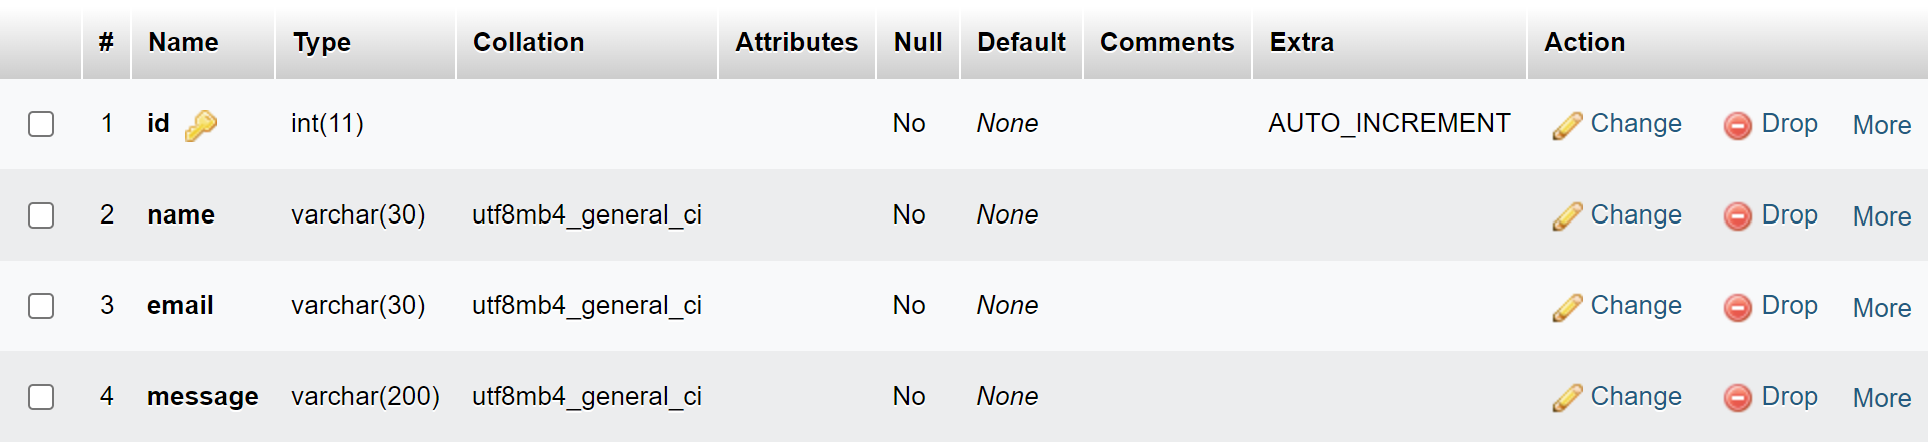 # Name Type Collation Attributes Null Default Comments Extra Action
1 id int(11) No None AUTO_INCREMENT Change Drop More
2 name varchar(30) utf8mb4_general_ci No None Change Drop More
3 email varchar(30) utf8mb4_general_ci No None Change Drop More
4 message varchar(200) utf8mb4_general_ci No None Change Drop More